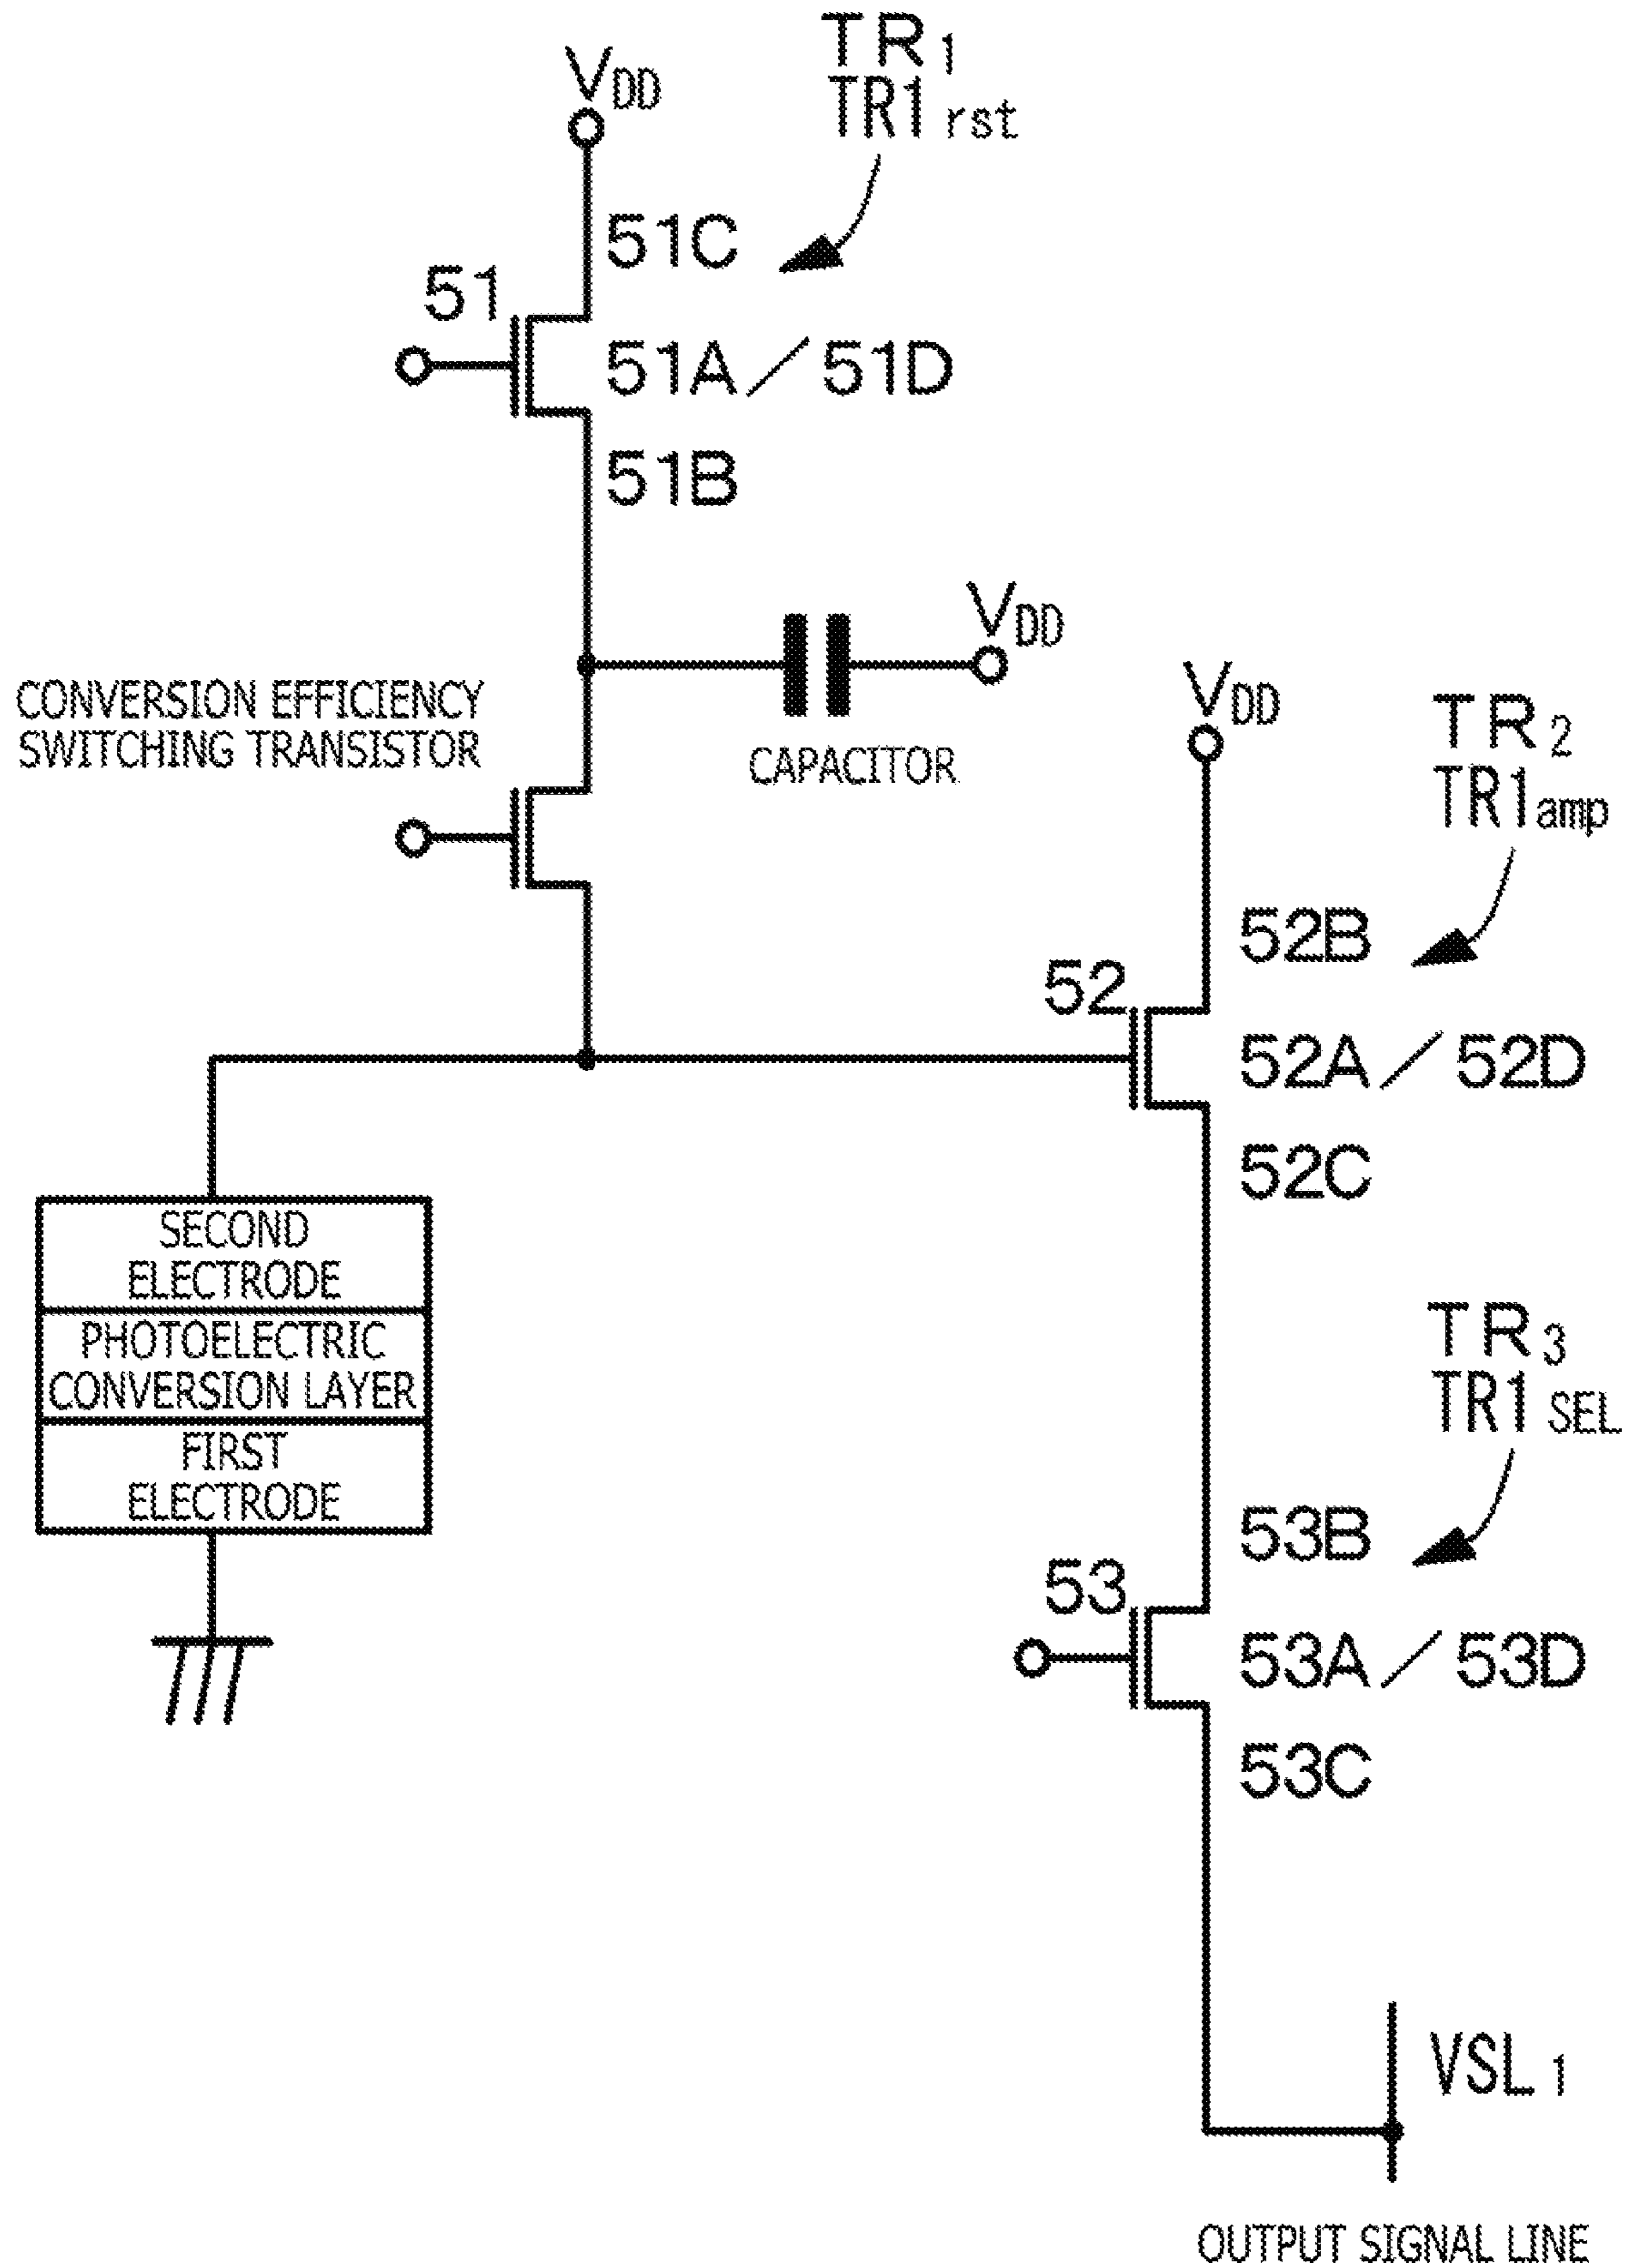 TR1
TR1rst
VDD
51C
51
51A/51D
51B
VDD
CONVERSION EFFICIENCY
SWITCHING TRANSISTOR
CAPACITOR
VDD
TR2
TR1amp
52B
52
52A/52D
52C
SECOND
ELECTRODE
PHOTOELECTRIC
CONVERSION LAYER
FIRST
ELECTRODE
TR3
TR1SEL
53B
53
53A/53D
53C
VSL1
OUTPUT SIGNAL LINE